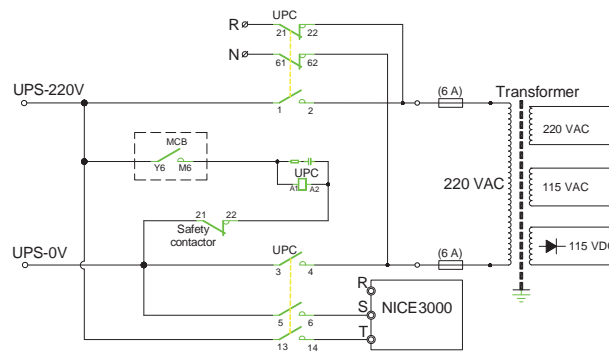 R UPC
21 22
N
61 62
UPS-220V
1 2
(6 A)
Transformer
220 VAC
MCB
Y6 M6
UPC
A1 A2
220 VAC
115 VAC
21 22
Safety
contactor
115 VDC
UPS-0V
UPC
3 4
(6 A)
R
S
T
NICE3000
5 6
13 14